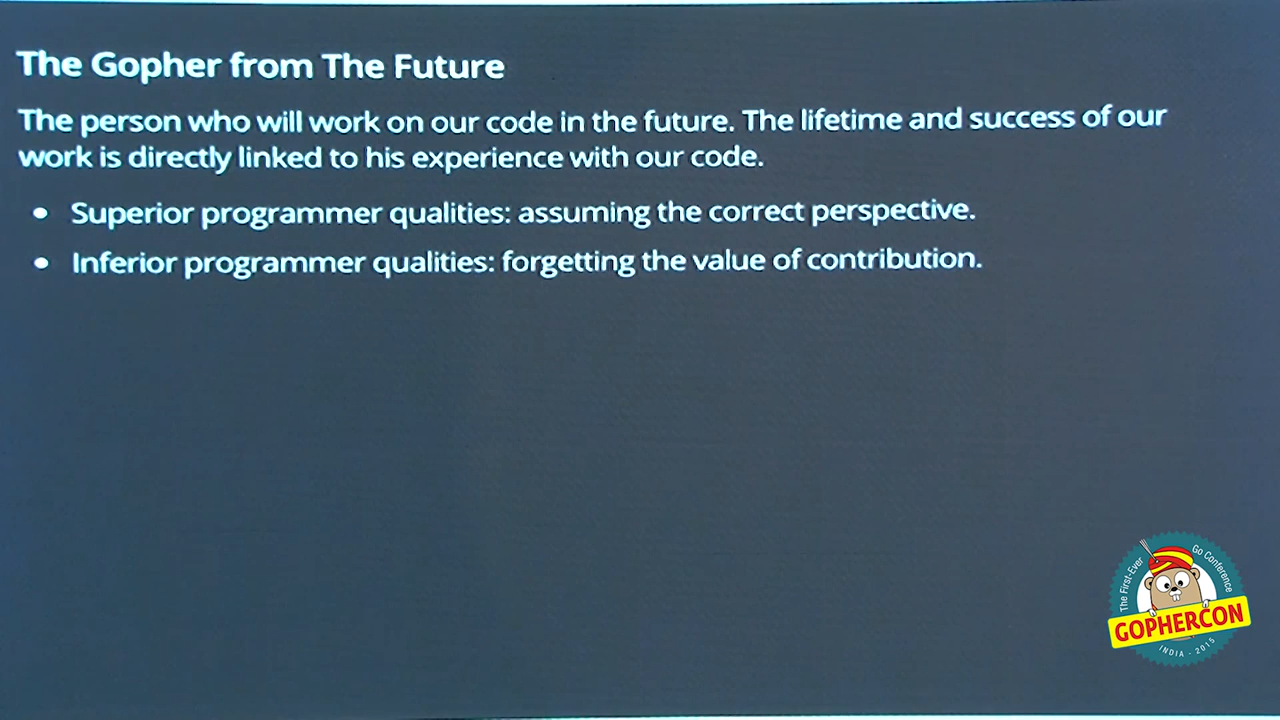 The Gopher from The Future
The person who will work on our code in the future. The lifetime and success of our
work is directly linked to his experience with our code.
• Superior programmer qualities: assuming the correct perspective.
• Inferior programmer qualities: forgetting the value of contribution.
The First-Ever Go Conference
GOPHERCON
INDIA - 2015